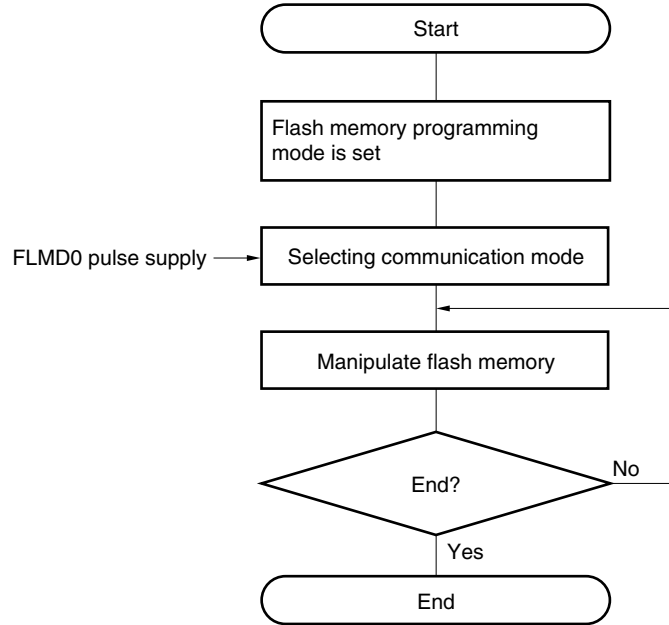 Start
Flash memory programming
mode is set
FLMD0 pulse supply
Selecting communication mode
Manipulate flash memory
End?
No
Yes
End